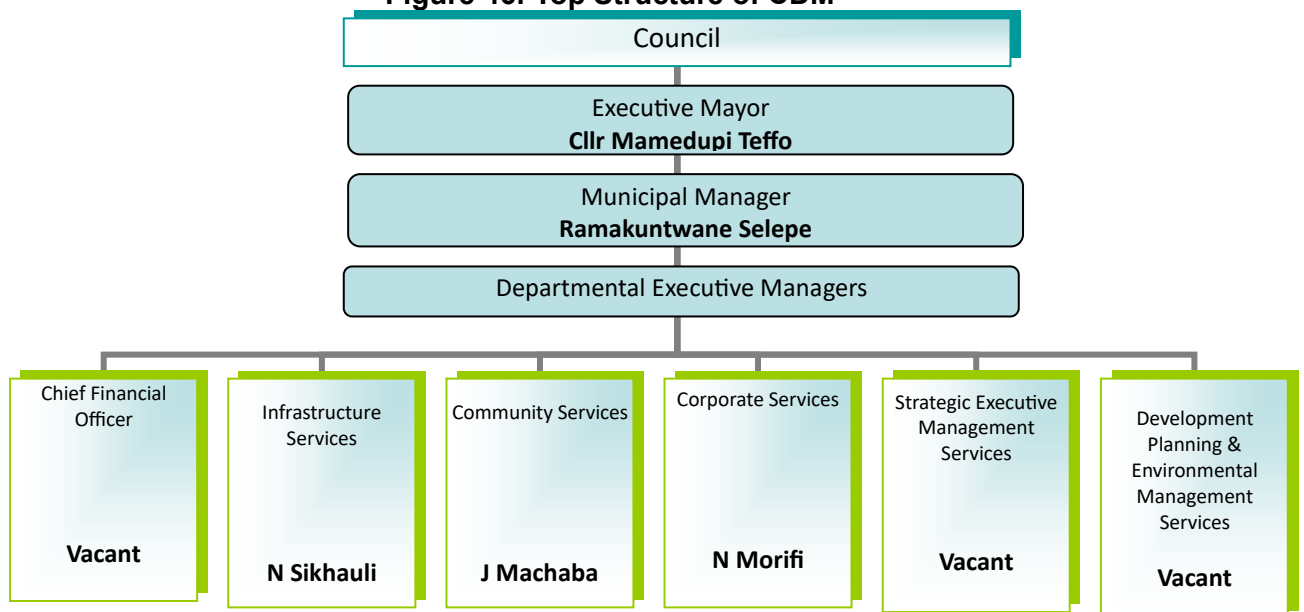 Council
Executive Mayor
Cllr Mamedupi Teffo
Municipal Manager
Ramakuntwane Selepe
Departmental Executive Managers
Chief Financial
Officer
Vacant
Infrastructure
Services
N Sikhauli
Community Services
J Machaba
Corporate Services
N Morifi
Strategic Executive
Management
Services
Vacant
Development
Planning &
Environmental
Management
Services
Vacant